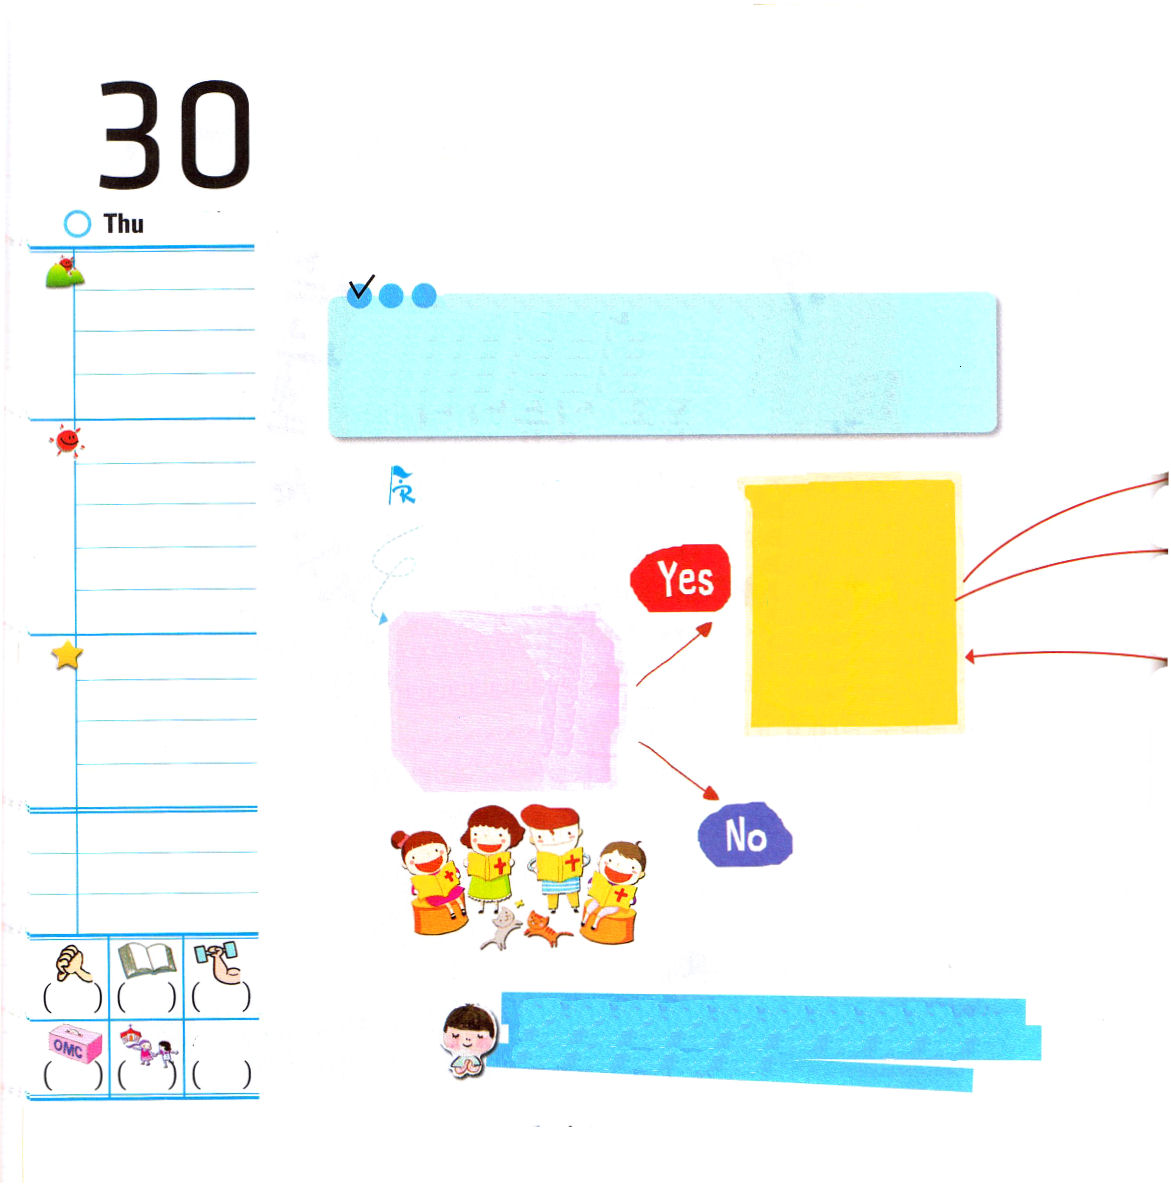 30
Thu
R
Yes
No
( ) ( ) ( )
OMC
( ) ( ) ( )